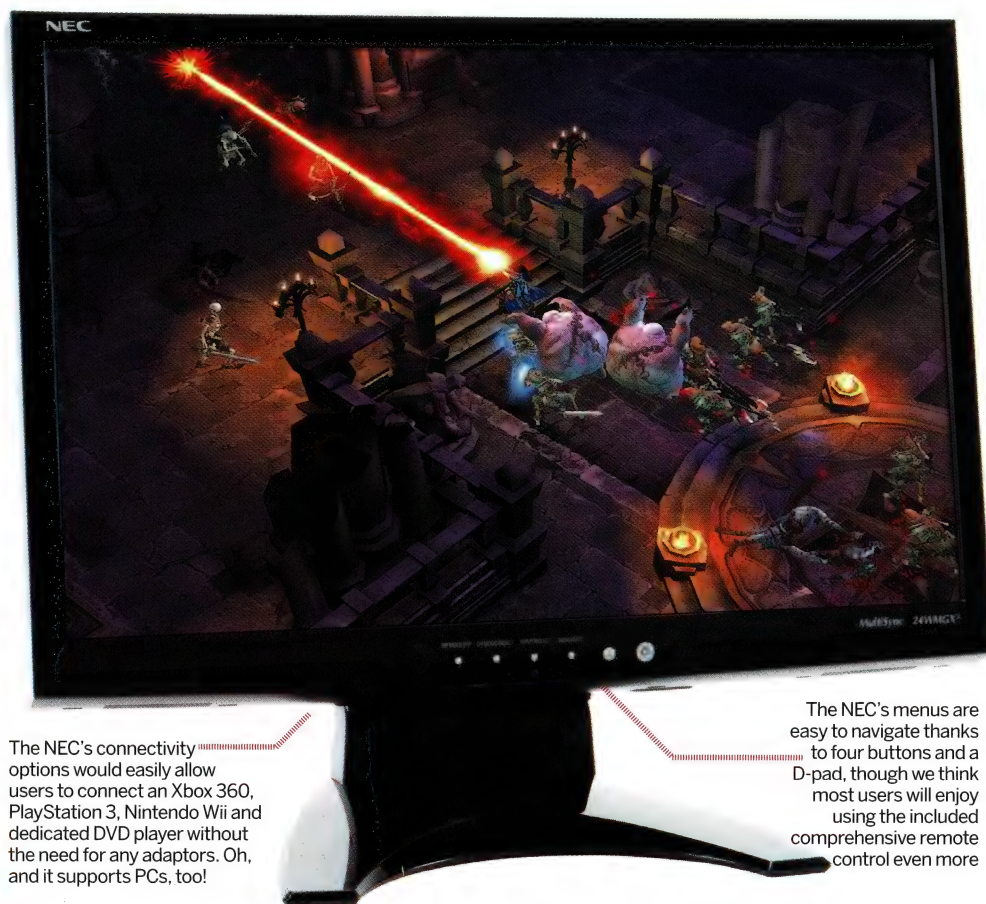 NEC
MultiSync 24WMGX³
The NEC's connectivity
options would easily allow
users to connect an Xbox 360,
PlayStation 3, Nintendo Wii and
dedicated DVD player without
the need for any adaptors. Oh,
and it supports PCs, too!
The NEC's menus are
easy to navigate thanks
to four buttons and a
D-pad, though we think
most users will enjoy
using the included
comprehensive remote
control even more